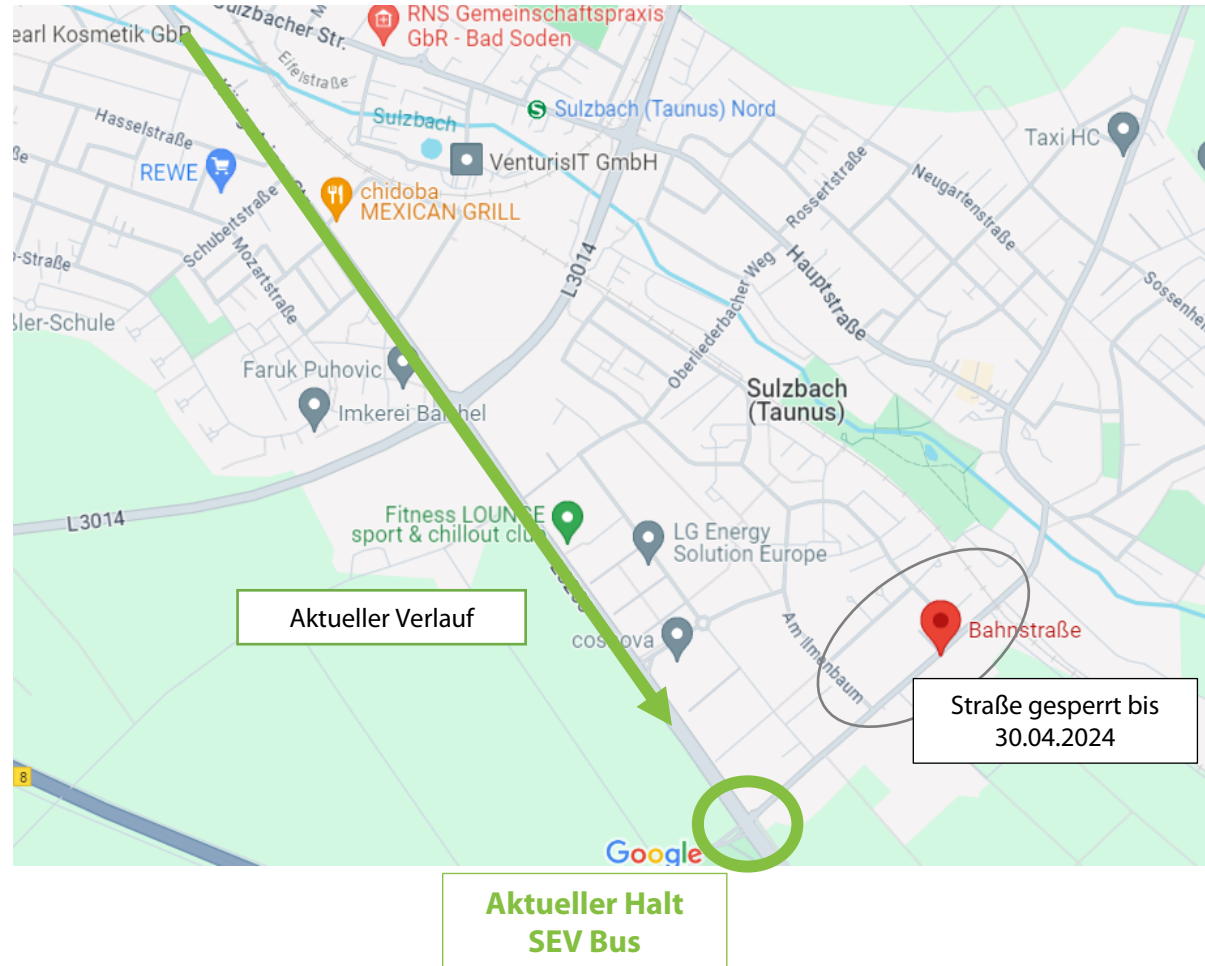 RNS Gemeinschaftspraxis
GbR - Bad Soden
earl Kosmetik GbR
Sulzbacher Str.
Eifelstraße
Sulzbach
S Sulzbach (Taunus) Nord
Hasselstraße
REWE
VenturisIT GmbH
chidoba
MEXICAN GRILL
Schubertstraße
Mozartstraße
Taxi HC
Neugartenstraße
Rossertstraße
Hauptstraße
Oberliederbacher Weg
L3014
Sossenhei
-Straße
ßler-Schule
Faruk Puhovic
Imkerei
Sulzbach
(Taunus)
L3014
Fitness LOUNGE
sport & chillout club
LG Energy
Solution Europe
Aktueller Verlauf
Am Ilmenbaum
Bahnstraße
Straße gesperrt bis
30.04.2024
8
Google
Aktueller Halt
SEV Bus